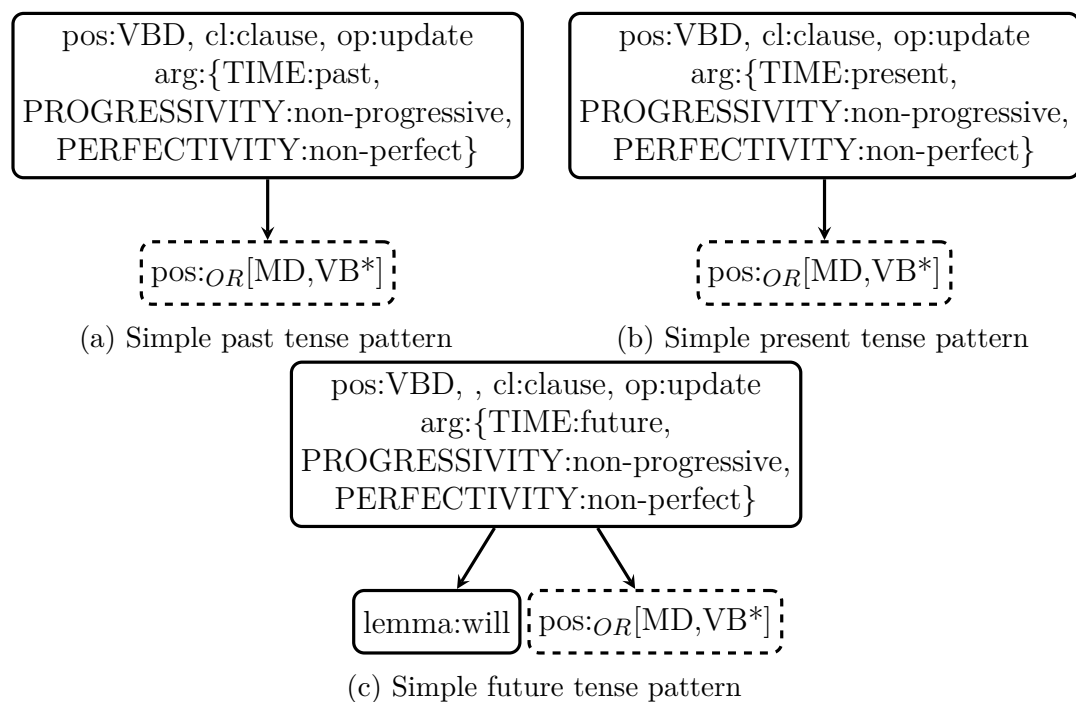 pos:VBD, cl:clause, op:update
arg:{TIME:past,
PROGRESSIVITY:non-progressive,
PERFECTIVITY:non-perfect}
pos:OR[MD,VB*]
(a) Simple past tense pattern
pos:VBD, cl:clause, op:update
arg:{TIME:present,
PROGRESSIVITY:non-progressive,
PERFECTIVITY:non-perfect}
pos:OR[MD,VB*]
(b) Simple present tense pattern
pos:VBD, , cl:clause, op:update
arg:{TIME:future,
PROGRESSIVITY:non-progressive,
PERFECTIVITY:non-perfect}
lemma:will
pos:OR[MD,VB*]
(c) Simple future tense pattern